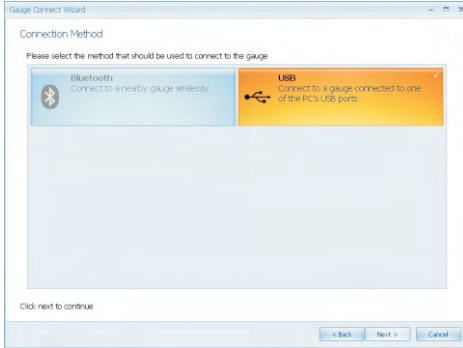 Gauge Connect Wizard
Connection Method
Please select the method that should be used to connect to the gauge
Bluetooth
Connect to a nearby gauge wirelessly
USB
Connect to a gauge connected to one
of the PC's USB ports
Click next to continue
< Back
Next >
Cancel